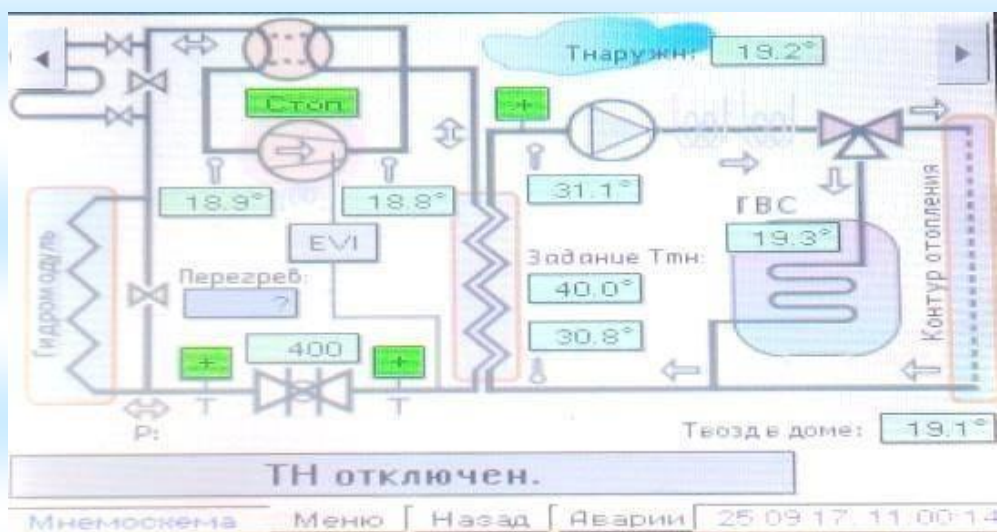 Тнаружн: 19.2°
Стоп
+
18.9°
18.8°
31.1°
ГВС
19.3°
EVI
Задание Ттн:
40.0°
Перегрев:
?
30.8°
Гидромодуль
Контур отопления
+
400
+
T
T
P:
Твозд в доме: 19.1°
ТН отключен.
Мнемосхема Меню Назад Аварии 25.09.17 11:00:14